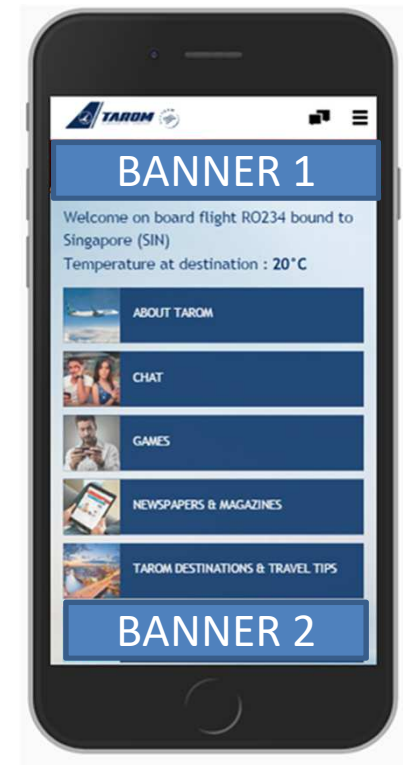 TAROM
BANNER 1
Welcome on board flight RO234 bound to
Singapore (SIN)
Temperature at destination : 20°C
ABOUT TAROM
CHAT
GAMES
NEWSPAPERS & MAGAZINES
TAROM DESTINATIONS & TRAVEL TIPS
BANNER 2